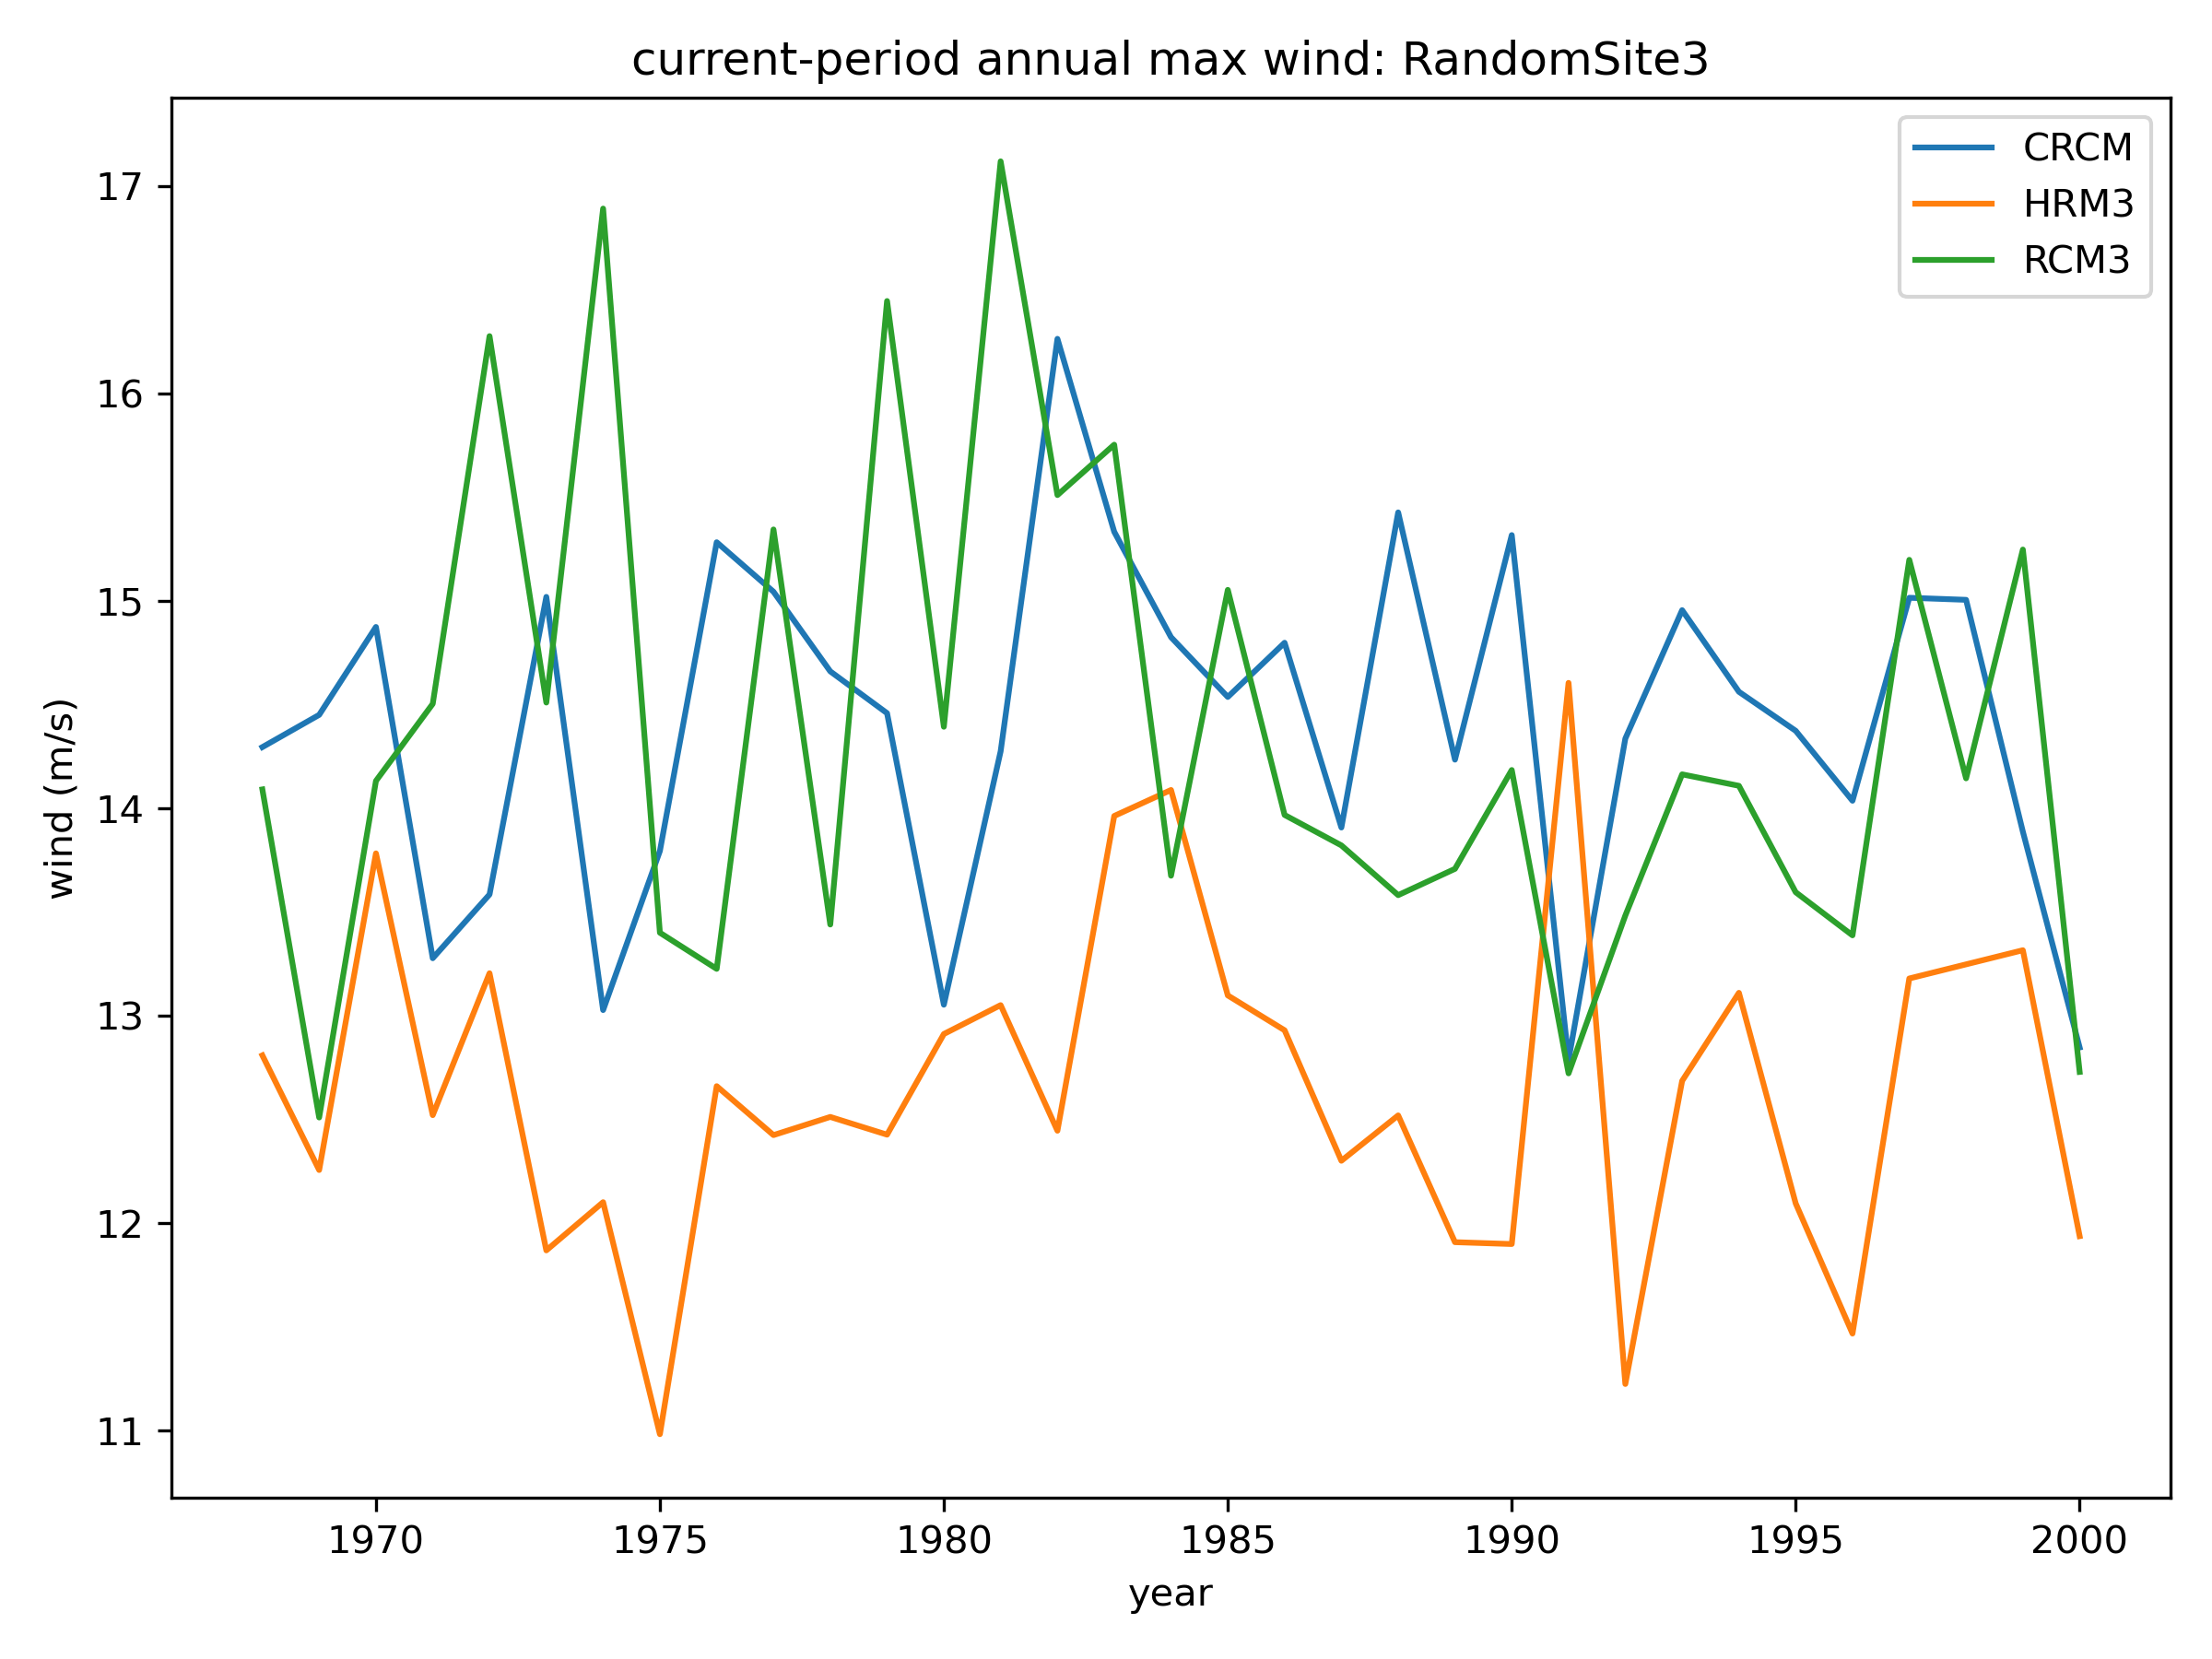 current-period annual max wind: RandomSite3
CRCM
HRM3
RCM3
17
16
15
14
13
12
11
wind (m/s)
1970 1975 1980 1985 1990 1995 2000
year